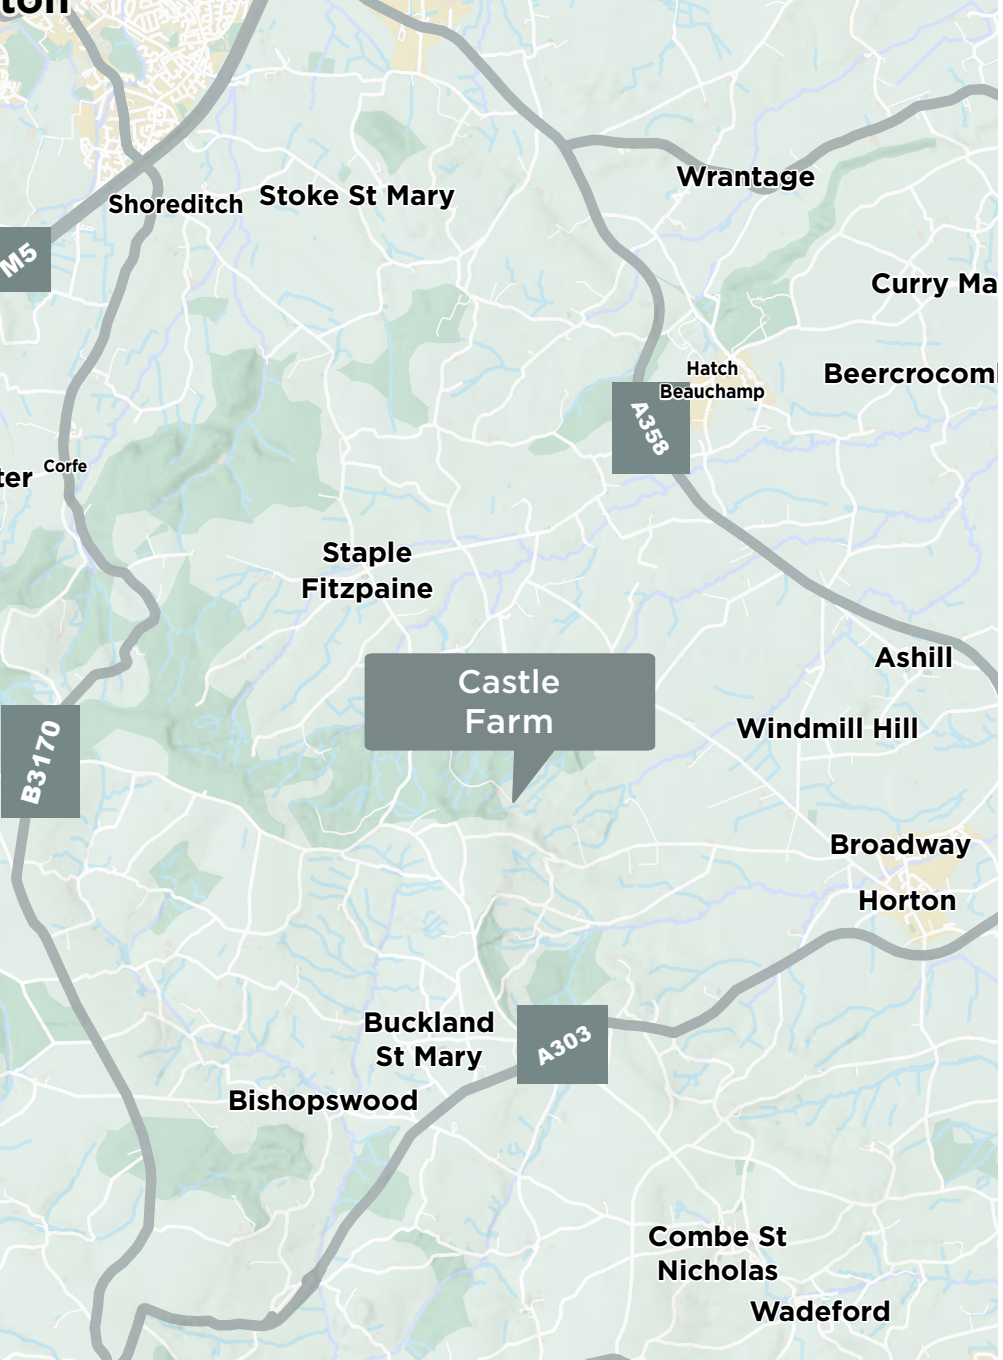 ton
Shoreditch
Stoke St Mary
Wrantage
M5
Curry Ma
Hatch
Beauchamp
Beercrocom
A358
ter
Corfe
Staple
Fitzpaine
Ashill
Castle
Farm
Windmill Hill
B3170
Broadway
Horton
Buckland
St Mary
A303
Bishopswood
Combe St
Nicholas
Wadeford